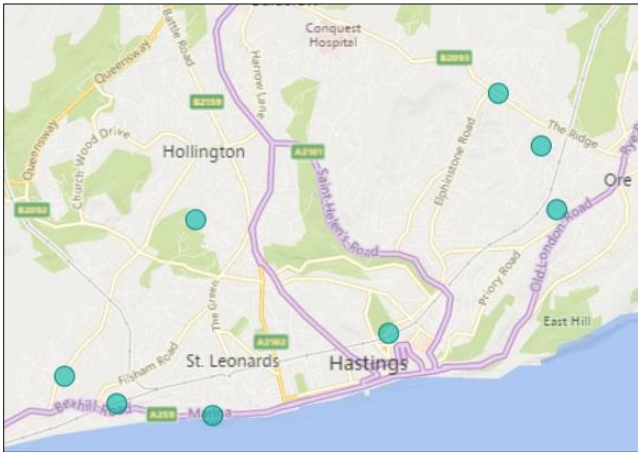 Battle Road
Conquest
Hospital
B2093
Queensway
Harrow Lane
B2159
The Ridge
Hollington
A2101
Elphinstone Road
Church Wood Drive
Queensway
Saint Helen's Road
Ore
B2092
Old London Road
Priory Road
The Green
East Hill
A2102
St. Leonards
Hastings
Filsham Road
Bexhill Road
A259
Marina